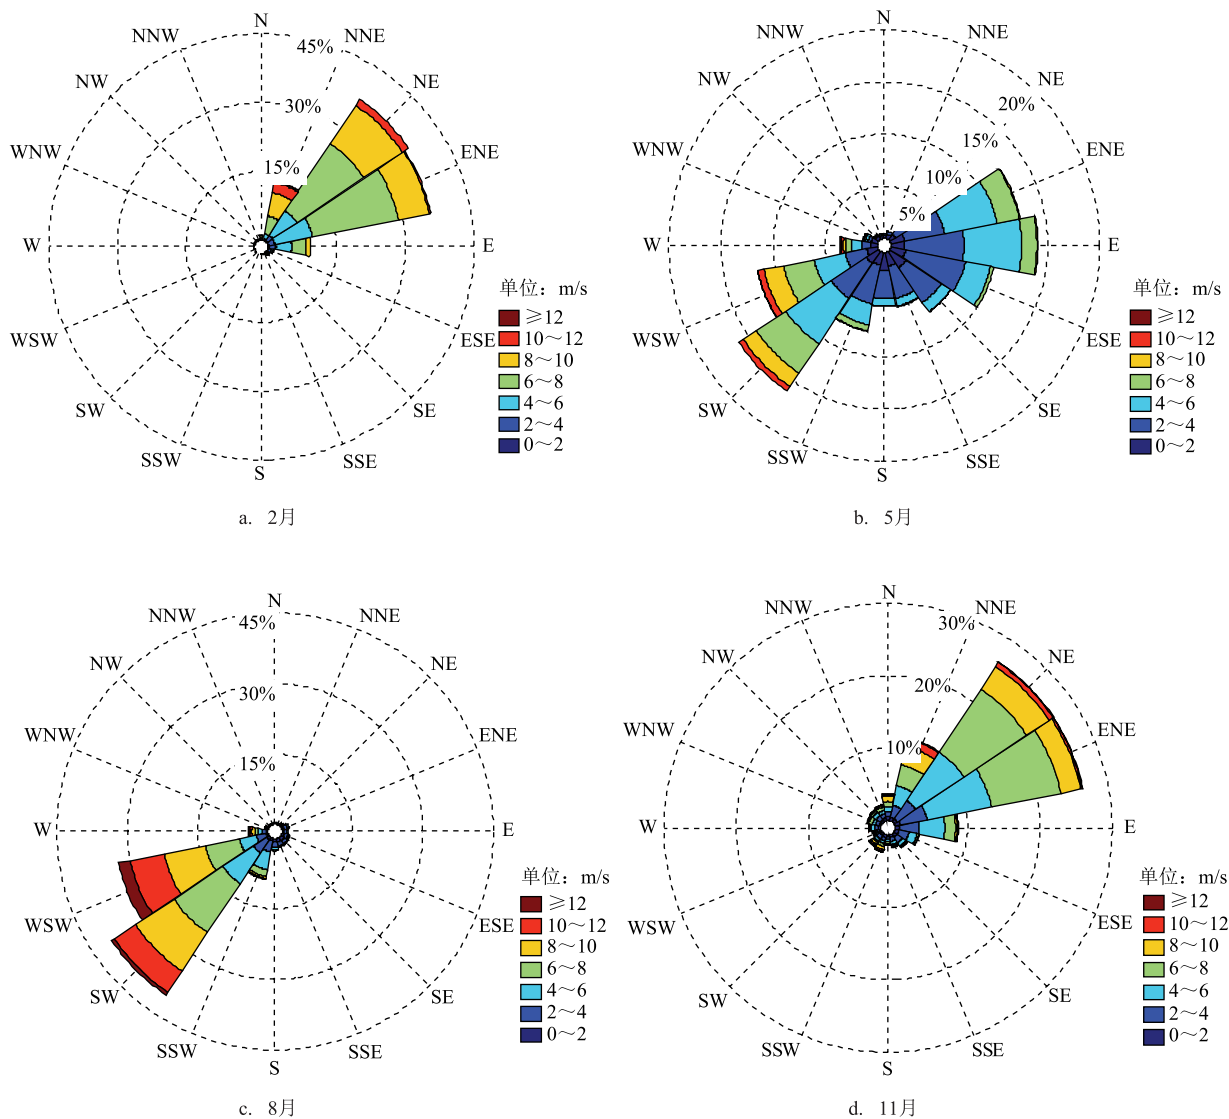 N
NNE
NE
ENE
E
ESE
SE
SSE
S
SSW
SW
WSW
W
WNW
NW
NNW
45%
30%
15%
单位：m/s
≥12
10～12
8～10
6～8
4～6
2～4
0～2
a. 2月
N
NNE
NE
ENE
E
ESE
SE
SSE
S
SSW
SW
WSW
W
WNW
NW
NNW
20%
15%
10%
5%
单位：m/s
≥12
10～12
8～10
6～8
4～6
2～4
0～2
b. 5月
N
NNE
NE
ENE
E
ESE
SE
SSE
S
SSW
SW
WSW
W
WNW
NW
NNW
45%
30%
15%
单位：m/s
≥12
10～12
8～10
6～8
4～6
2～4
0～2
c. 8月
N
NNE
NE
ENE
E
ESE
SE
SSE
S
SSW
SW
WSW
W
WNW
NW
NNW
30%
20%
10%
单位：m/s
≥12
10～12
8～10
6～8
4～6
2～4
0～2
d. 11月